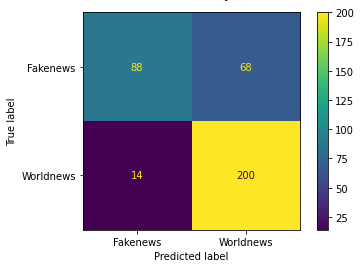 200
Fakenews 88 68 175
150
125
100
75
Worldnews 14 200 50
25
Fakenews Worldnews
Predicted label
True label